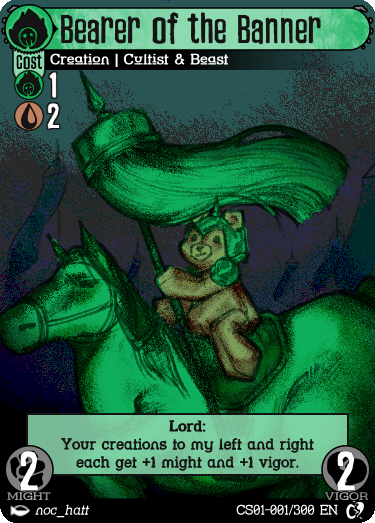 Bearer of the Banner
Cost
Creation | Cultist & Beast
1
2
Lord:
Your creations to my left and right
each get +1 might and +1 vigor.
2
MIGHT
2
VIGOR
noc_hatt
CS01-001/300 EN